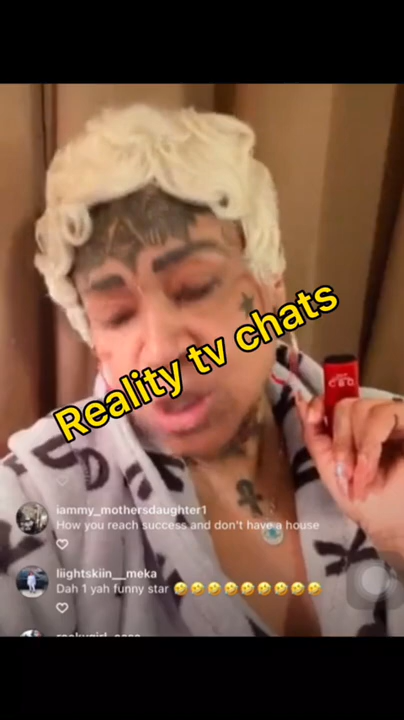 Reality tv chats
CBD
iammy_mothersdaughter1
How you reach success and don't have a house
liightskiin__meka
Dah 1 yah funny star 🤣🤣🤣🤣🤣🤣🤣🤣🤣